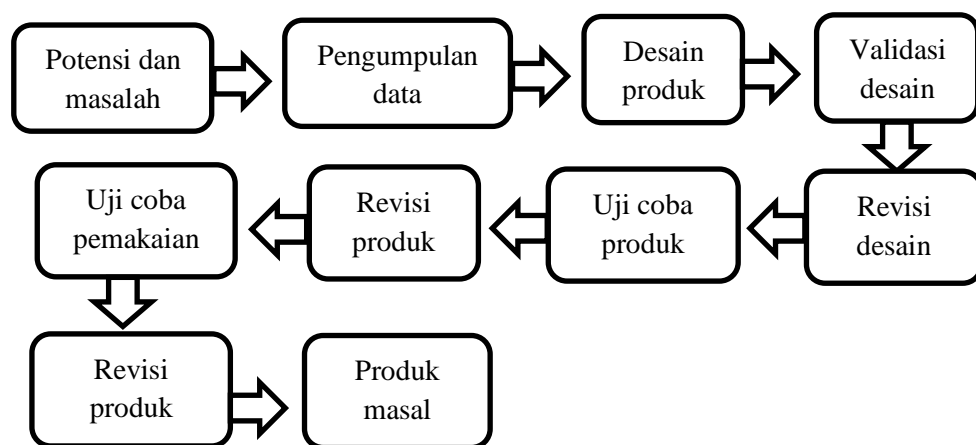 Potensi dan
masalah
Pengumpulan
data
Desain
produk
Validasi
desain
Revisi
desain
Uji coba
produk
Revisi
produk
Uji coba
pemakaian
Revisi
produk
Produk
masal